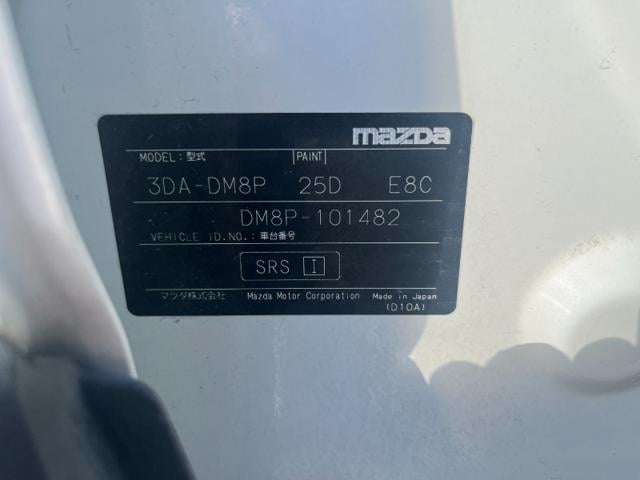 mazda
MODEL:型式 PAINT
3DA-DM8P 25D E8C
DM8P-101482
VEHICLE ID.NO.:車台番号
SRS I
マツダ株式会社 Mazda Motor Corporation Made in Japan
(D10A)